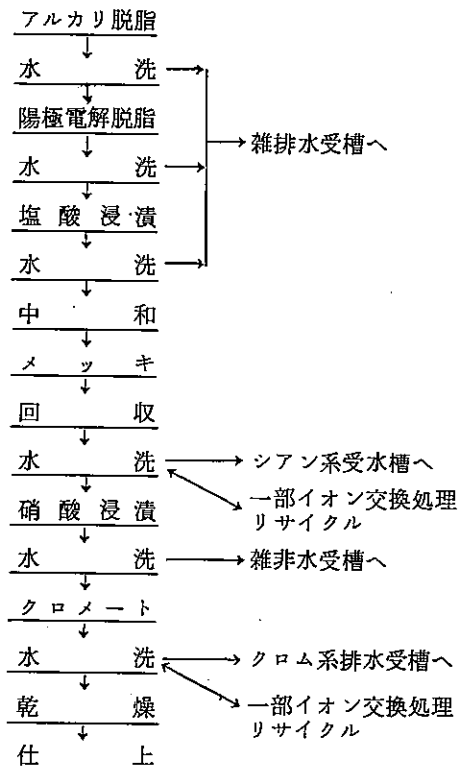 アルカリ脱脂
水洗
陽極電解脱脂
雑排水受槽へ
水洗
塩酸浸漬
水洗
中和
メッキ
回収
水洗
シアン系受水槽へ
一部イオン交換処理
リサイクル
硝酸浸漬
水洗
雑非水受槽へ
クロメート
水洗
クロム系排水受槽へ
一部イオン交換処理
リサイクル
乾燥
仕上